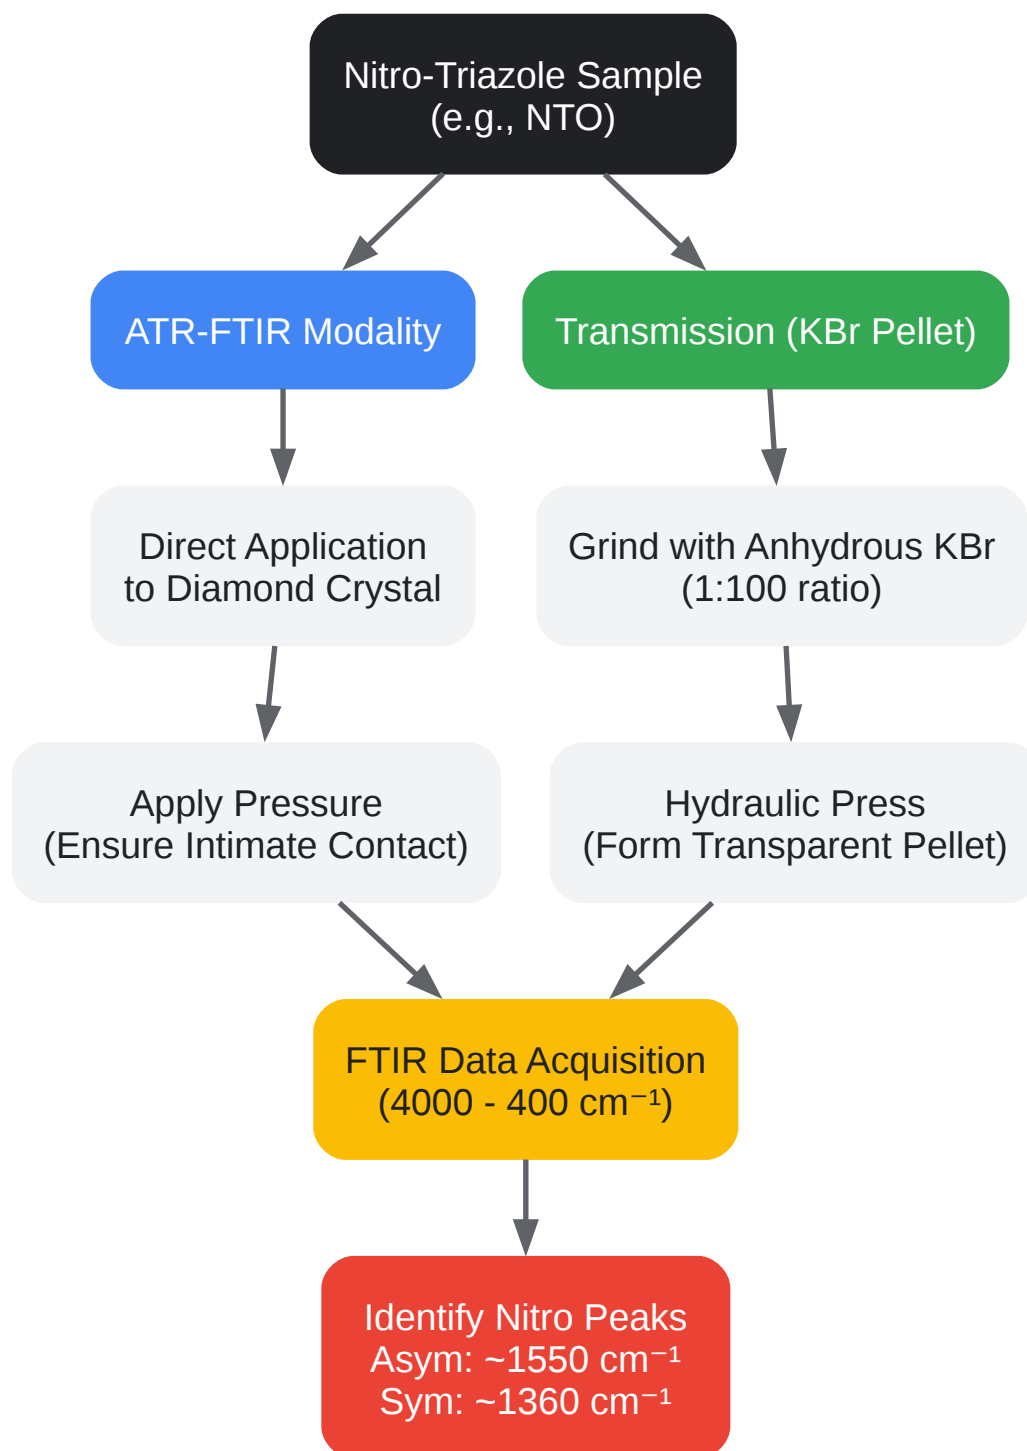 Nitro-Triazole Sample
(e.g., NTO)
ATR-FTIR Modality
Transmission (KBr Pellet)
Direct Application
to Diamond Crystal
Grind with Anhydrous KBr
(1:100 ratio)
Apply Pressure
(Ensure Intimate Contact)
Hydraulic Press
(Form Transparent Pellet)
FTIR Data Acquisition
(4000 - 400 cm⁻¹)
Identify Nitro Peaks
Asym: ~1550 cm⁻¹
Sym: ~1360 cm⁻¹